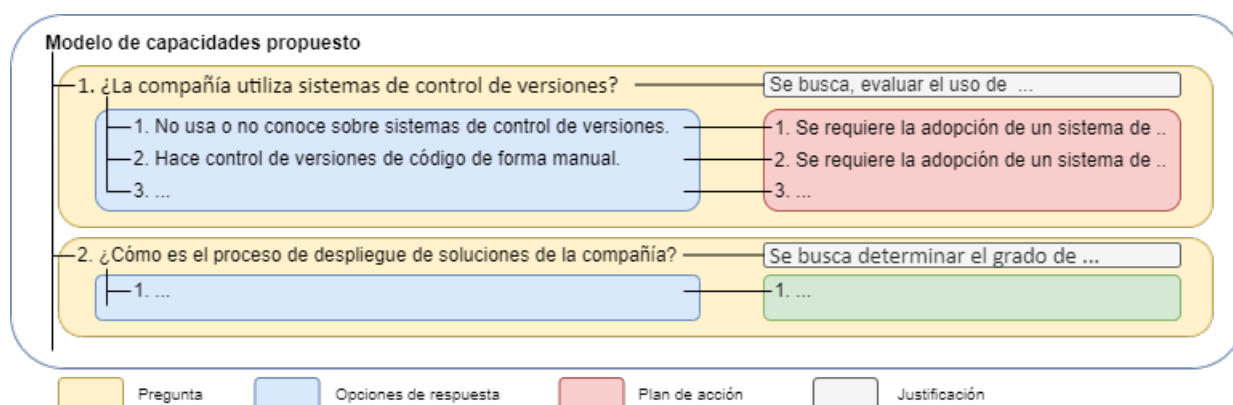 Modelo de capacidades propuesto
1. ¿La compañía utiliza sistemas de control de versiones?
Se busca, evaluar el uso de ...
1. No usa o no conoce sobre sistemas de control de versiones.
1. Se requiere la adopción de un sistema de ..
2. Hace control de versiones de código de forma manual.
2. Se requiere la adopción de un sistema de ..
3. ...
3. ...
2. ¿Cómo es el proceso de despliegue de soluciones de la compañía?
Se busca determinar el grado de ...
1. ...
1. ...
Pregunta
Opciones de respuesta
Plan de acción
Justificación